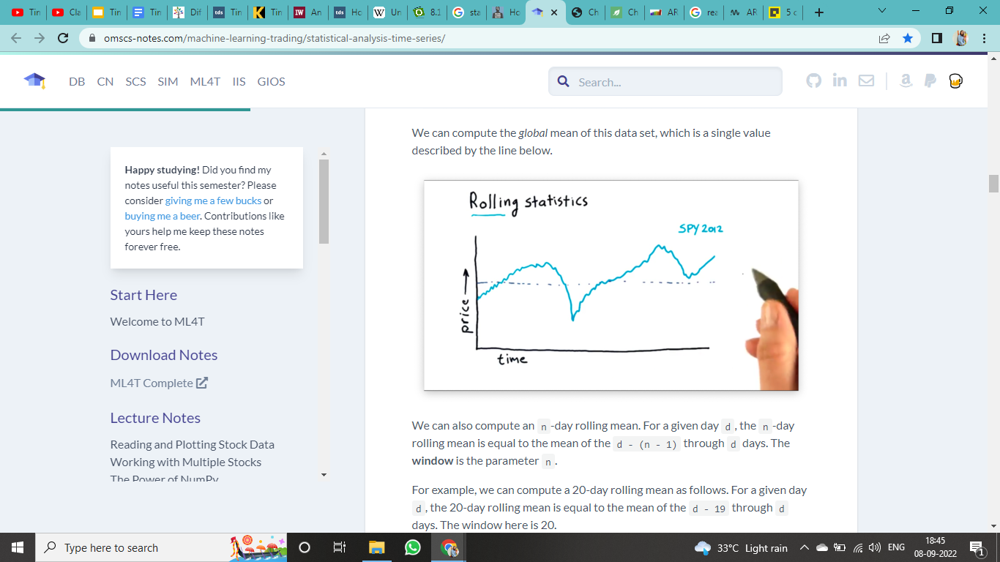 Tin
Cla
Tin
Tin
Dif
tds Tin
Tin
IW An
tds Ho
W Un
8.1
sta
Ho
Ch
Ch
AR
rea
AR
5 c
omscs-notes.com/machine-learning-trading/statistical-analysis-time-series/
DB CN SCS SIM ML4T IIS GIOS
Search...
Happy studying! Did you find my
notes useful this semester? Please
consider giving me a few bucks or
buying me a beer. Contributions like
yours help me keep these notes
forever free.
Start Here
Welcome to ML4T
Download Notes
ML4T Complete
Lecture Notes
Reading and Plotting Stock Data
Working with Multiple Stocks
The Power of NumPy
We can compute the global mean of this data set, which is a single value
described by the line below.
Rolling statistics
SPY 2012
price
time
We can also compute an n -day rolling mean. For a given day d , the n -day
rolling mean is equal to the mean of the d - (n - 1) through d days. The
window is the parameter n .
For example, we can compute a 20-day rolling mean as follows. For a given day
d , the 20-day rolling mean is equal to the mean of the d - 19 through d
days. The window here is 20.
Type here to search
33°C Light rain
ENG
18:45
08-09-2022
1